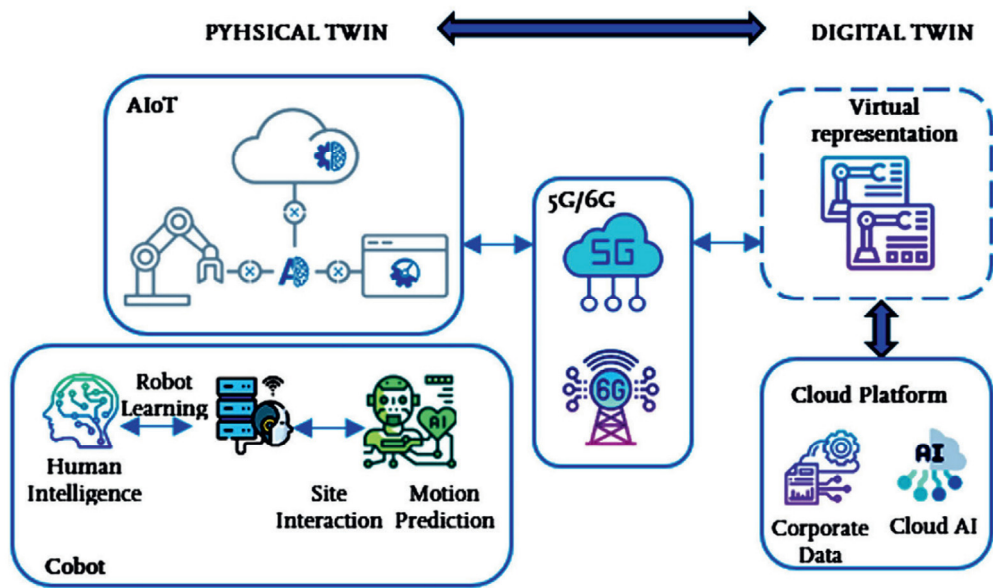 PYHSICAL TWIN
DIGITAL TWIN
AIoT
5G/6G
5G
6G
Virtual
representation
Robot
Learning
Human
Intelligence
AI
Site
Interaction
Motion
Prediction
Cobot
Cloud Platform
AI
Corporate
Data
Cloud AI